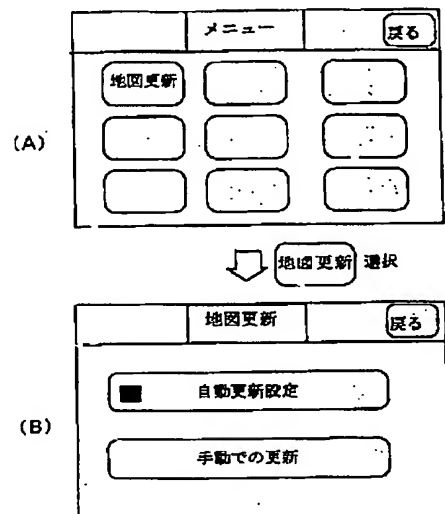 メニュー 戻る
地図更新
(A)
地図更新 選択
地図更新 戻る
自動更新設定
(B)
手動での更新